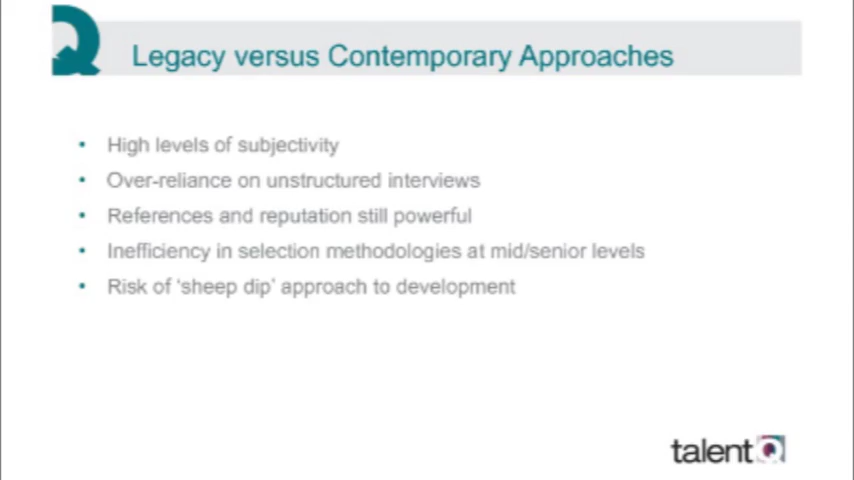 Legacy versus Contemporary Approaches
• High levels of subjectivity
• Over-reliance on unstructured interviews
• References and reputation still powerful
• Inefficiency in selection methodologies at mid/senior levels
• Risk of ‘sheep dip’ approach to development
talentQ